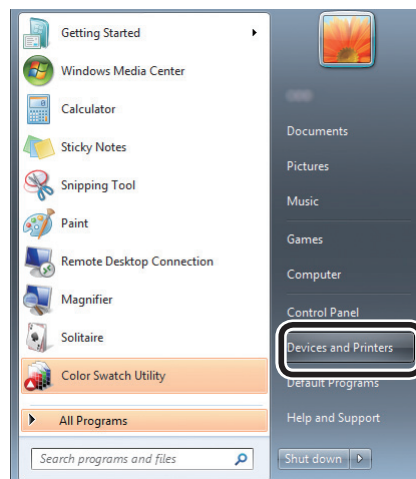 Getting Started
Windows Media Center
Calculator
Sticky Notes
Snipping Tool
Paint
Remote Desktop Connection
Magnifier
Solitaire
Color Swatch Utility
All Programs
Search programs and files
Documents
Pictures
Music
Games
Computer
Control Panel
Devices and Printers
Default Programs
Help and Support
Shut down